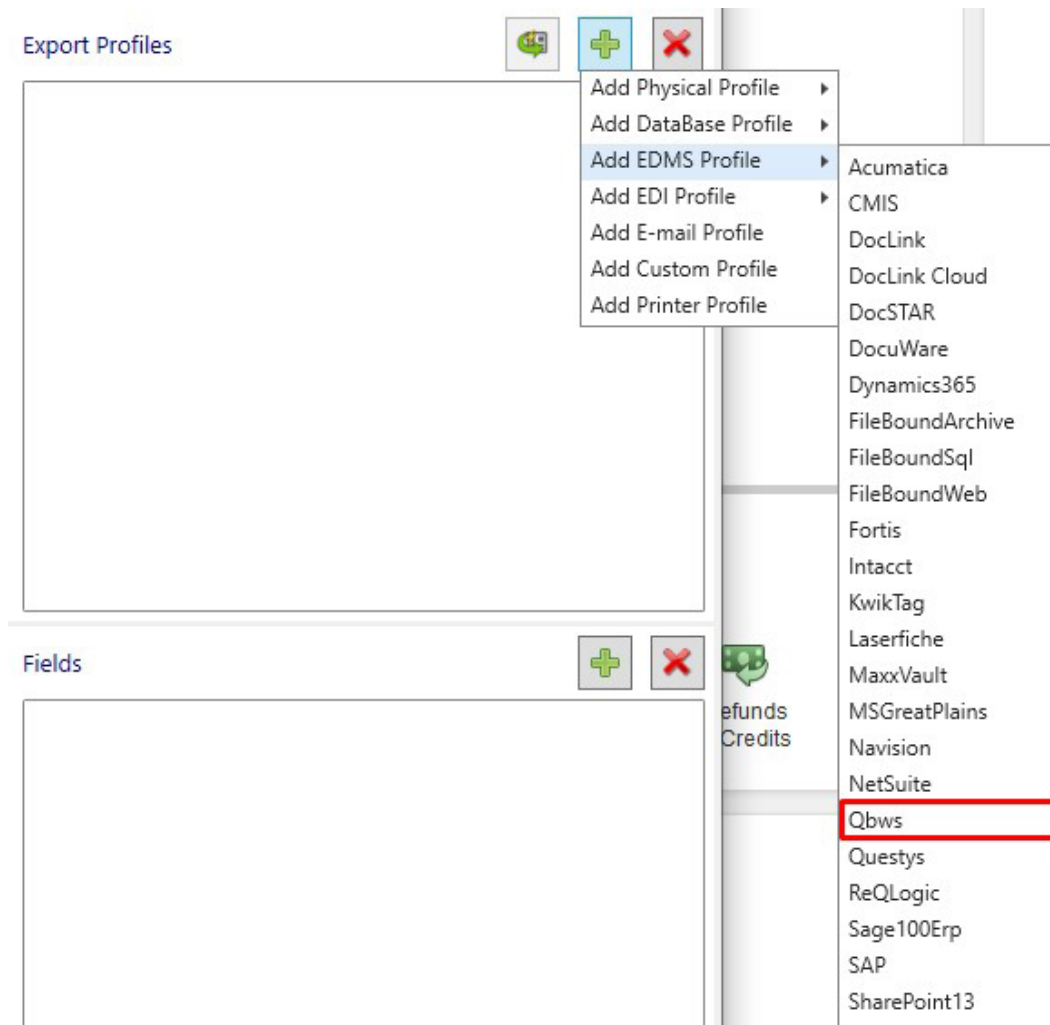 Export Profiles
Add Physical Profile
Add DataBase Profile
Add EDMS Profile
Add EDI Profile
Add E-mail Profile
Add Custom Profile
Add Printer Profile
Acumatica
CMIS
DocLink
DocLink Cloud
DocSTAR
DocuWare
Dynamics365
FileBoundArchive
FileBoundSql
FileBoundWeb
Fortis
Intacct
KwikTag
Laserfiche
MaxxVault
MSGreatPlains
Navision
NetSuite
Qbws
Questys
ReQLogic
Sage100Erp
SAP
SharePoint13
Fields
efunds
Credits